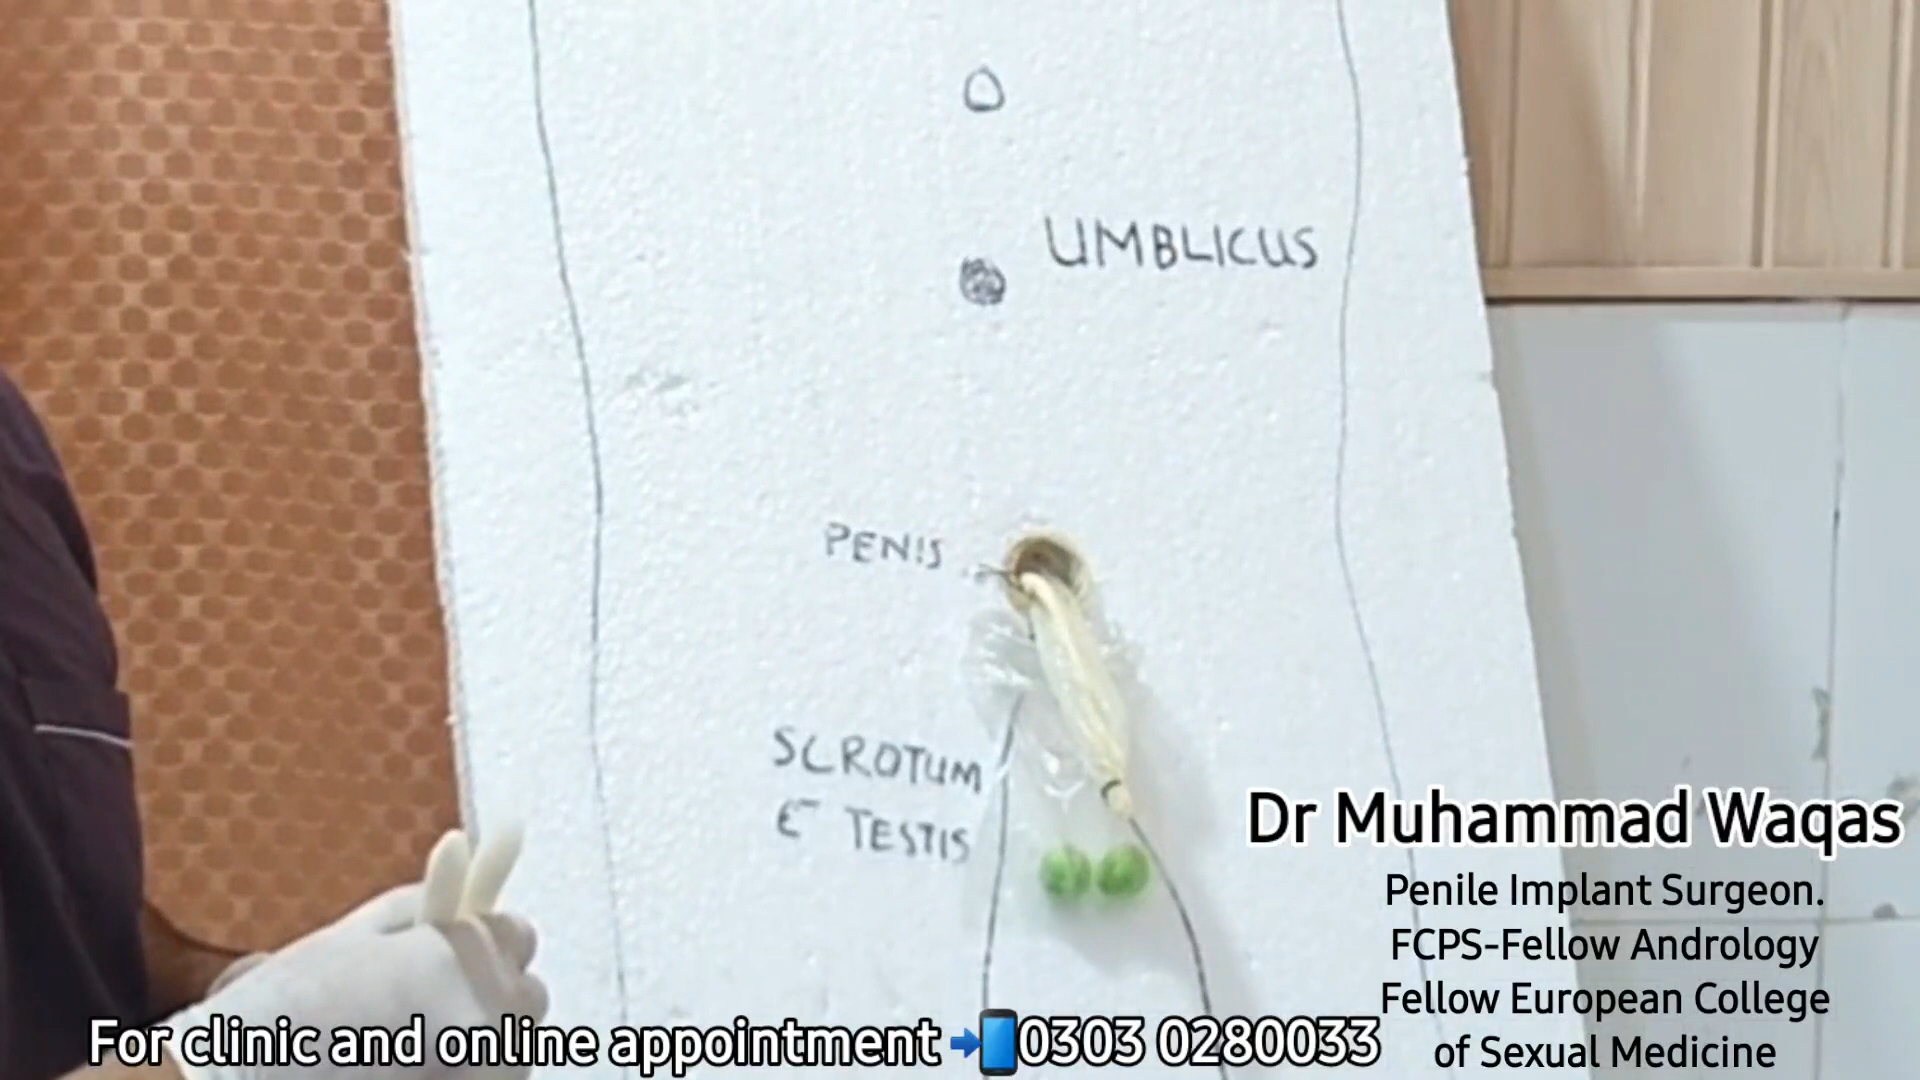 UMBLICUS
PENIS
SCROTUM
C̄ TESTIS
Dr Muhammad Waqas
Penile Implant Surgeon.
FCPS-Fellow Andrology
Fellow European College
of Sexual Medicine
For clinic and online appointment 0303 0280033